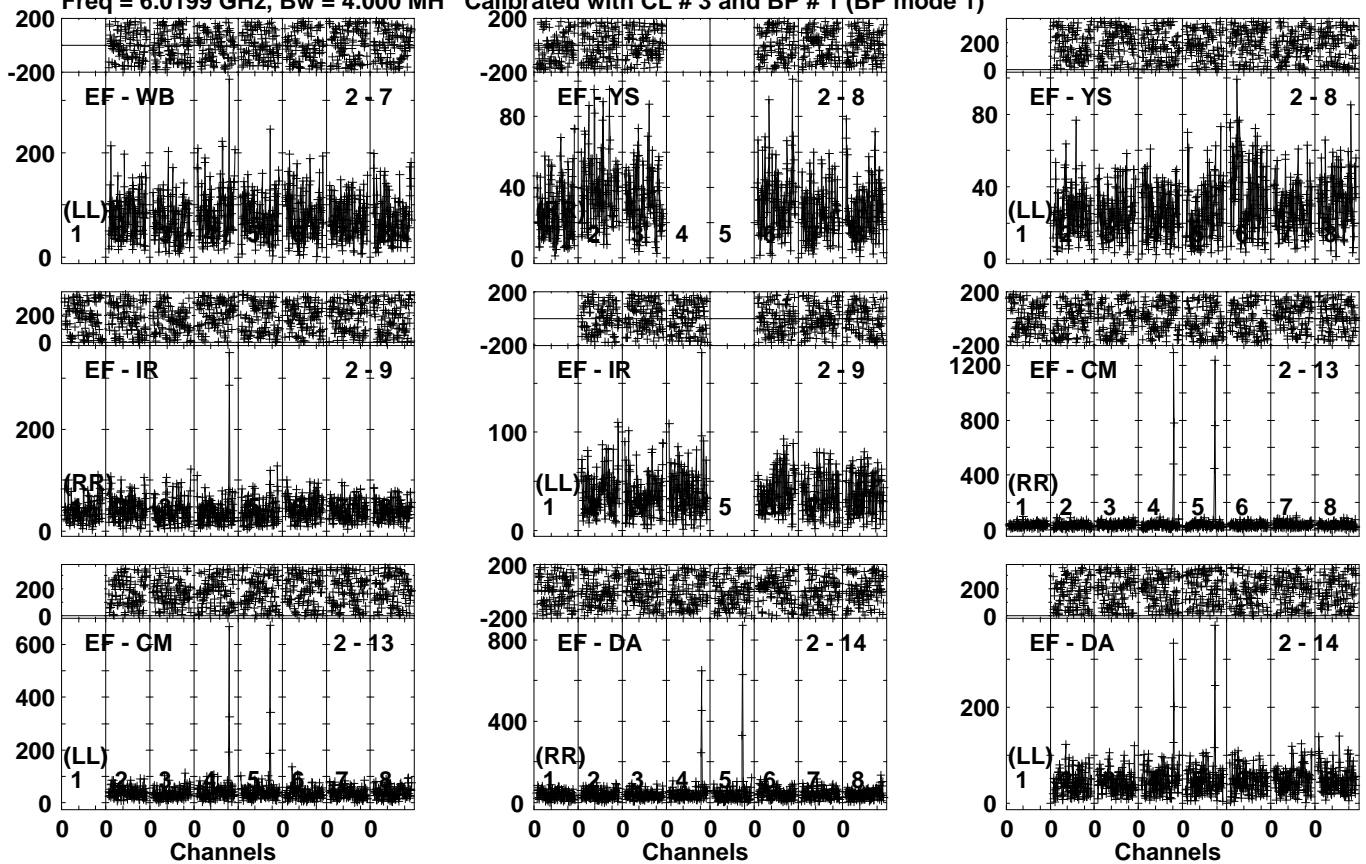 Freq = 6.0199 GHz, Bw = 4.000 MH Calibrated with CL # 3 and BP # 1 (BP mode 1)
200 200 200
-200 -200 0
EF - WB 2 - 7 EF - YS 2 - 8 EF - YS 2 - 8
80 80
200
40 40
(LL) (LL)
1 2 4 5 1
0 0 0
200 200 200
0 -200 -200
EF - IR 2 - 9 EF - IR 2 - 9 EF - CM 2 - 13
1200
200 100 800
400
(RR) (LL) (RR)
1 5 1 2 3 4 5 6 7 8
0 0 0
200 200 200
0 -200 0
EF - CM 2 - 13 EF - DA 2 - 14 EF - DA 2 - 14
600 800
400 400 200
200
(LL) (RR) (LL)
1 2 3 4 5 6 7 8 1 2 3 4 5 6 7 8 1
0 0 0
0 0 0 0 0 0 0 0 0 0 0 0 0 0 0 0 0 0 0 0 0 0 0 0
Channels Channels Channels